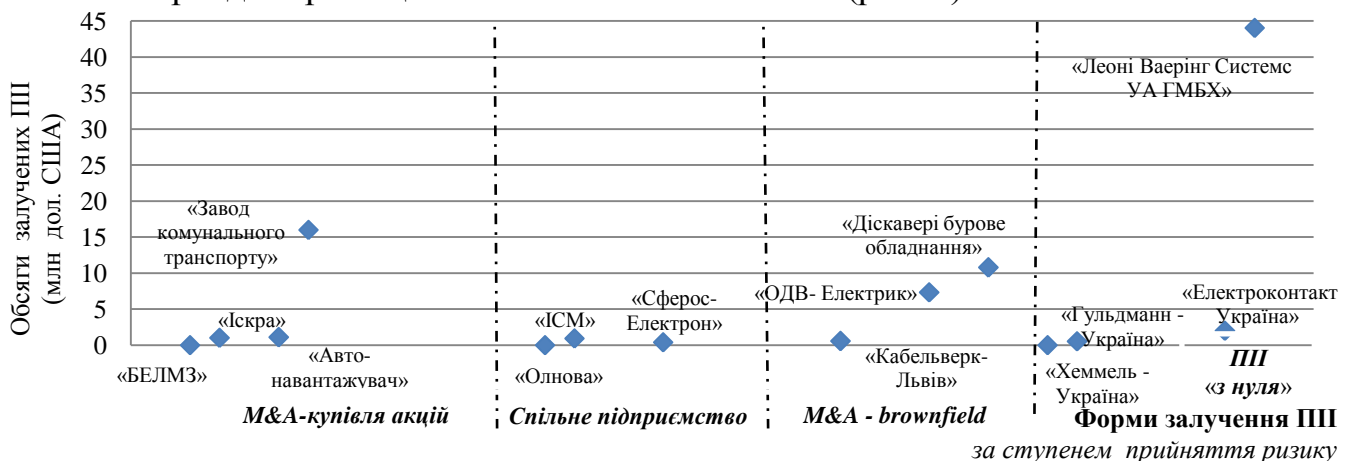 45
40
35
30
25
20
15
10
5
0
Обсяги залучених ПІІ
(млн дол. США)
«БЕЛМЗ»
«Іскра»
«Завод
комунального
транспорту»
«Авто-
навантажувач»
«Олнова»
«ІСМ»
«Сферос-
Електрон»
«ОДВ- Електрик»
«Кабельверк-
Львів»
«Діскавері бурове
обладнання»
«Хеммель -
Україна»
«Гульдманн -
Україна»
«Леоні Ваерінг Системс
УА ГМБХ»
«Електроконтакт
Україна»
ПІІ
«з нуля»
М&А-купівля акцій
Спільне підприємство
М&А - brownfield
Форми залучення ПІІ
за ступенем прийняття ризику